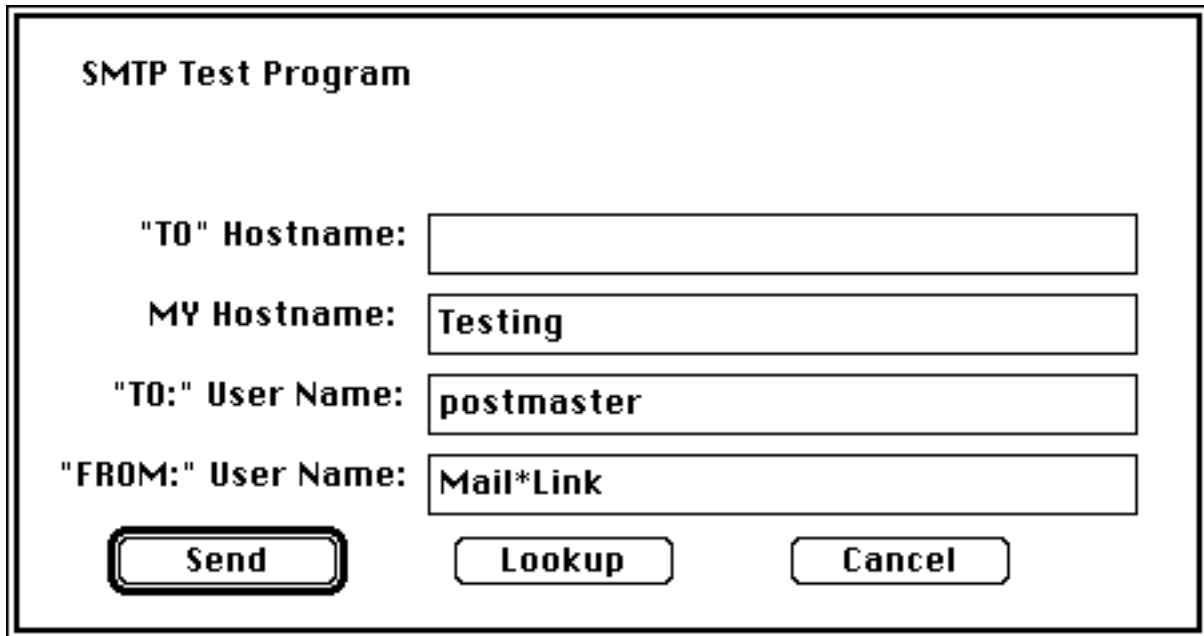 SMTP Test Program
"TO" Hostname:
MY Hostname: Testing
"TO:" User Name: postmaster
"FROM:" User Name: Mail*Link
Send Lookup Cancel